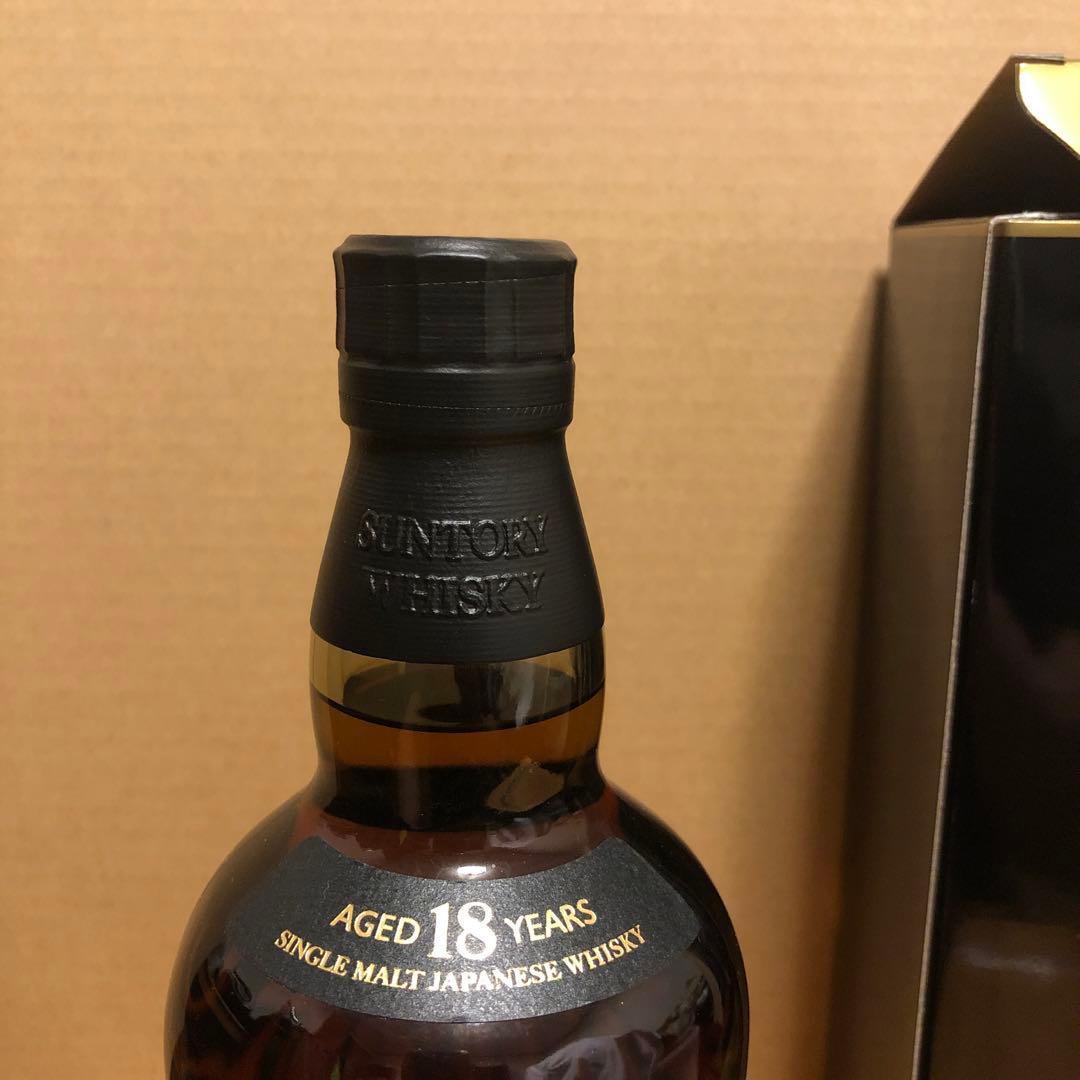 SUNTORY
WHISKY
AGED 18 YEARS
SINGLE MALT JAPANESE WHISKY